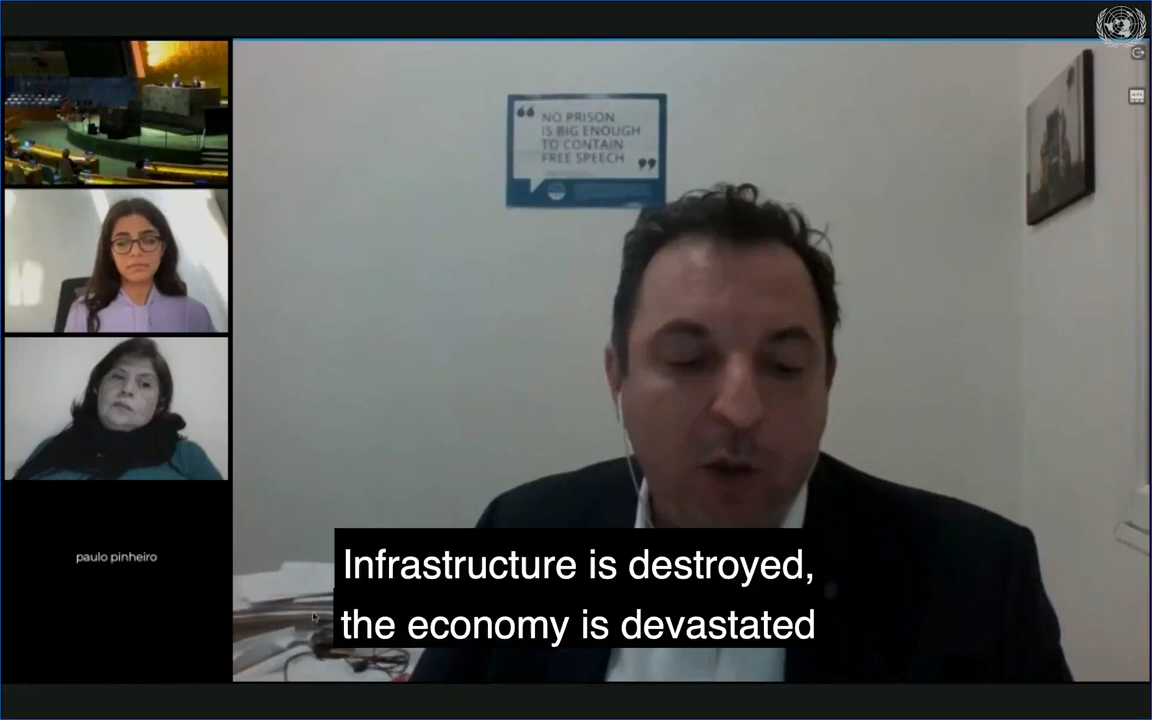 “
NO PRISON
IS BIG ENOUGH
TO CONTAIN
FREE SPEECH
”
paulo pinheiro
Infrastructure is destroyed,
the economy is devastated